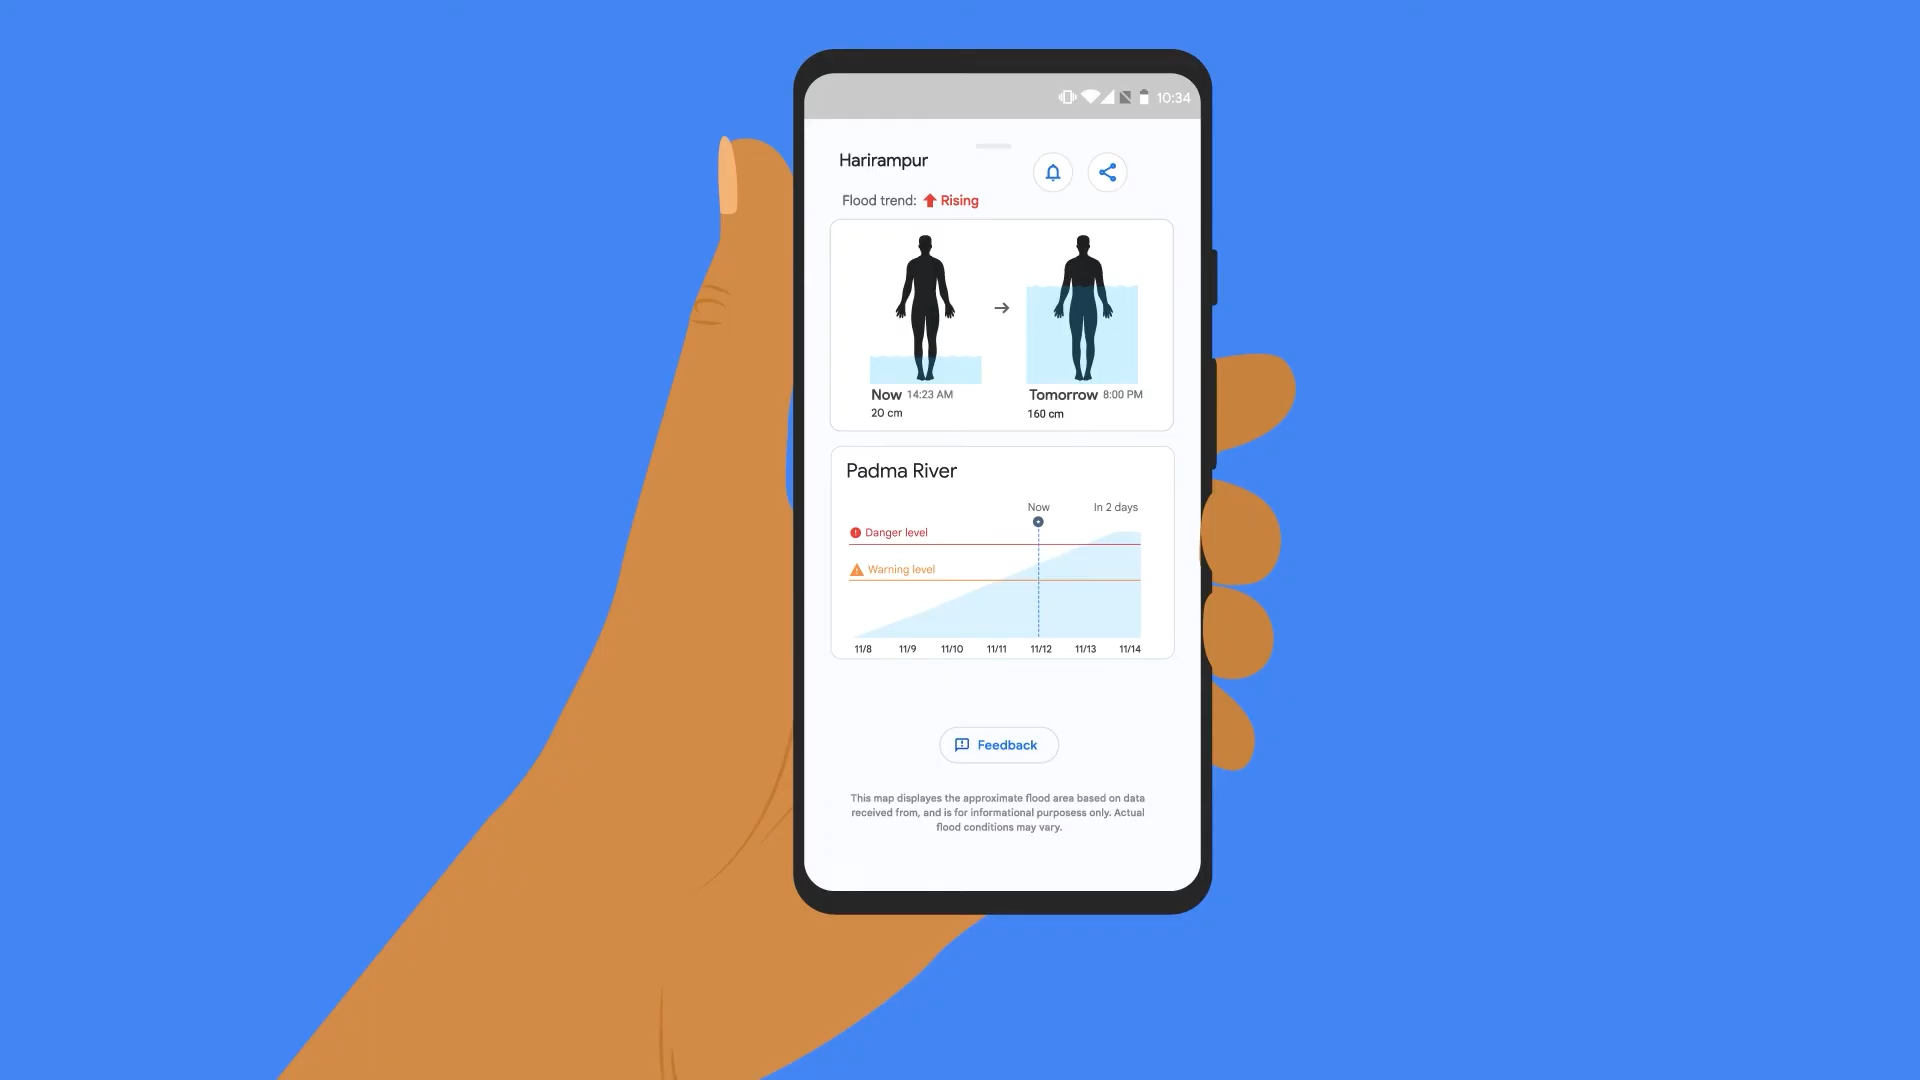 10:34
Harirampur
Flood trend: Rising
Now 14:23 AM
20 cm
Tomorrow 8:00 PM
160 cm
Padma River
Now
In 2 days
Danger level
Warning level
11/8 11/9 11/10 11/11 11/12 11/13 11/14
Feedback
This map displayes the approximate flood area based on data
received from, and is for informational purposess only. Actual
flood conditions may vary.